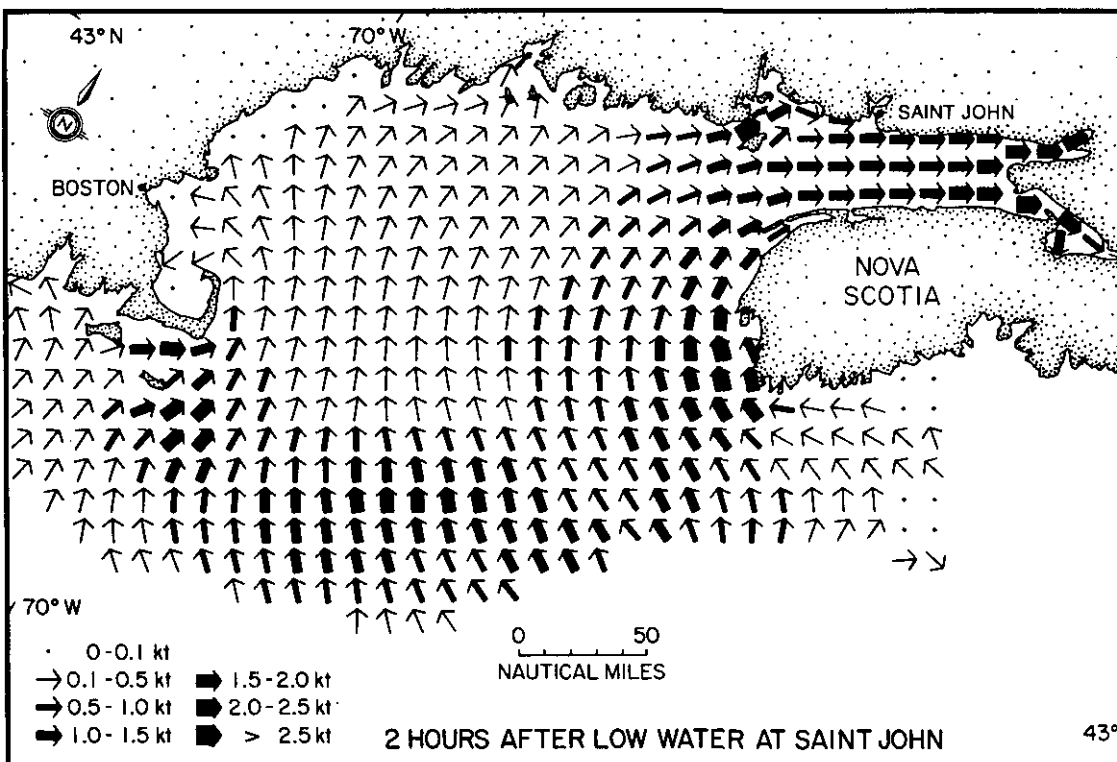 43° N
70° W
N
SAINT JOHN
BOSTON
NOVA
SCOTIA
70° W
0 50
NAUTICAL MILES
0-0.1 kt
0.1-0.5 kt
1.5-2.0 kt
0.5-1.0 kt
2.0-2.5 kt
1.0-1.5 kt
> 2.5 kt
2 HOURS AFTER LOW WATER AT SAINT JOHN
43°